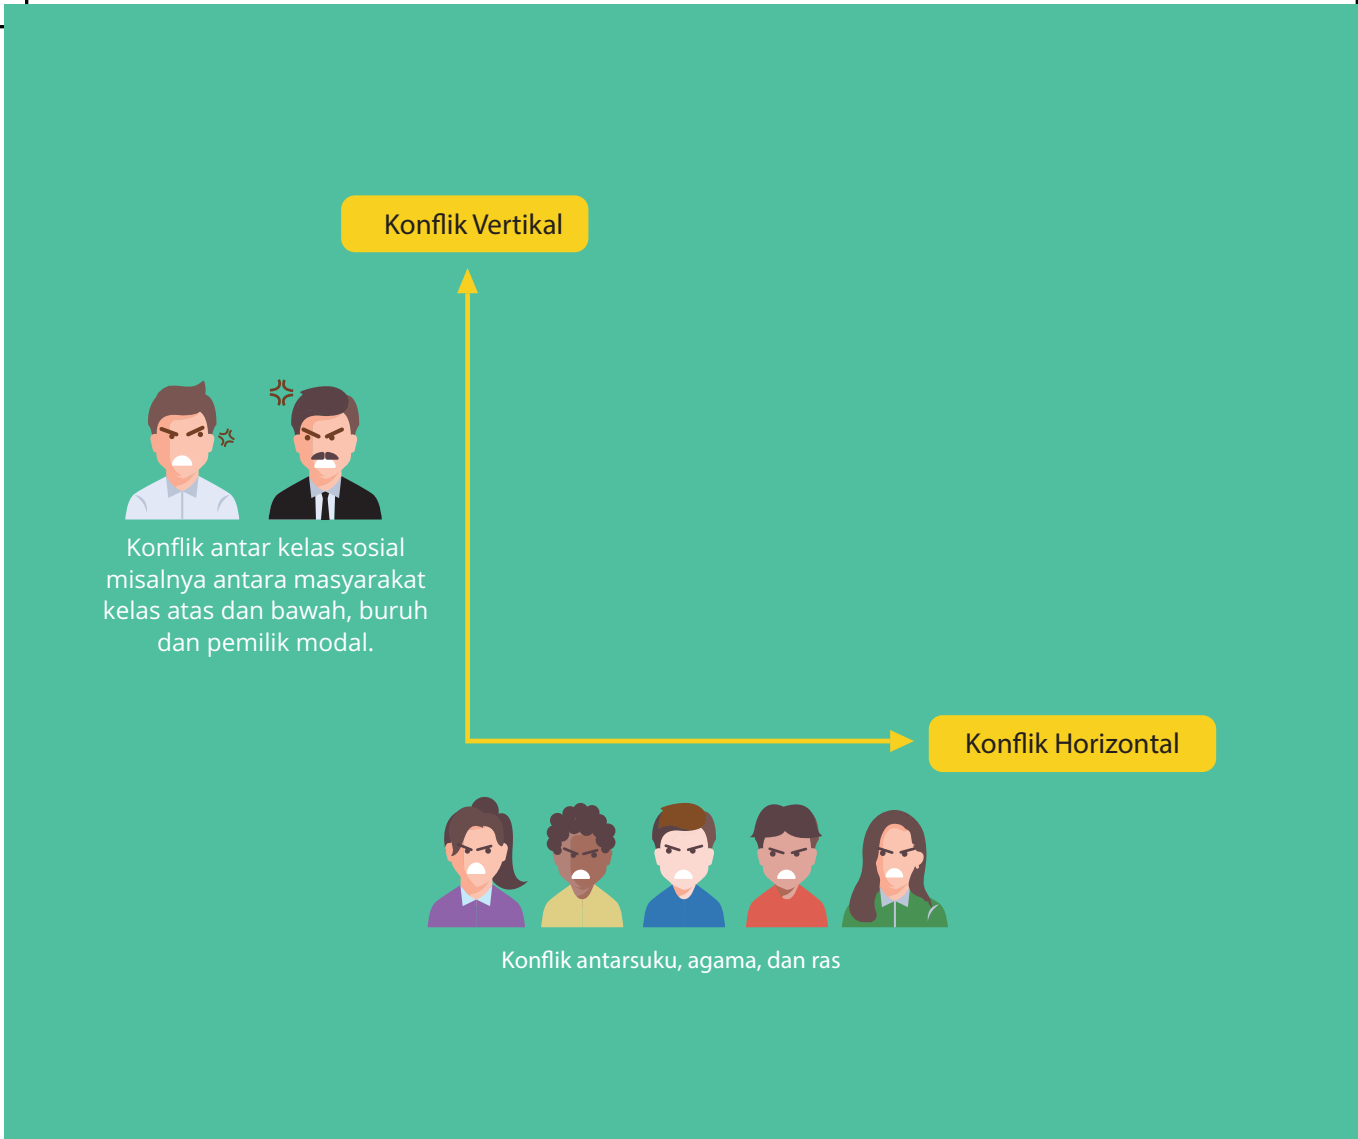 Konflik Vertikal
Konflik antar kelas sosial
misalnya antara masyarakat
kelas atas dan bawah, buruh
dan pemilik modal.
Konflik Horizontal
Konflik antarsuku, agama, dan ras